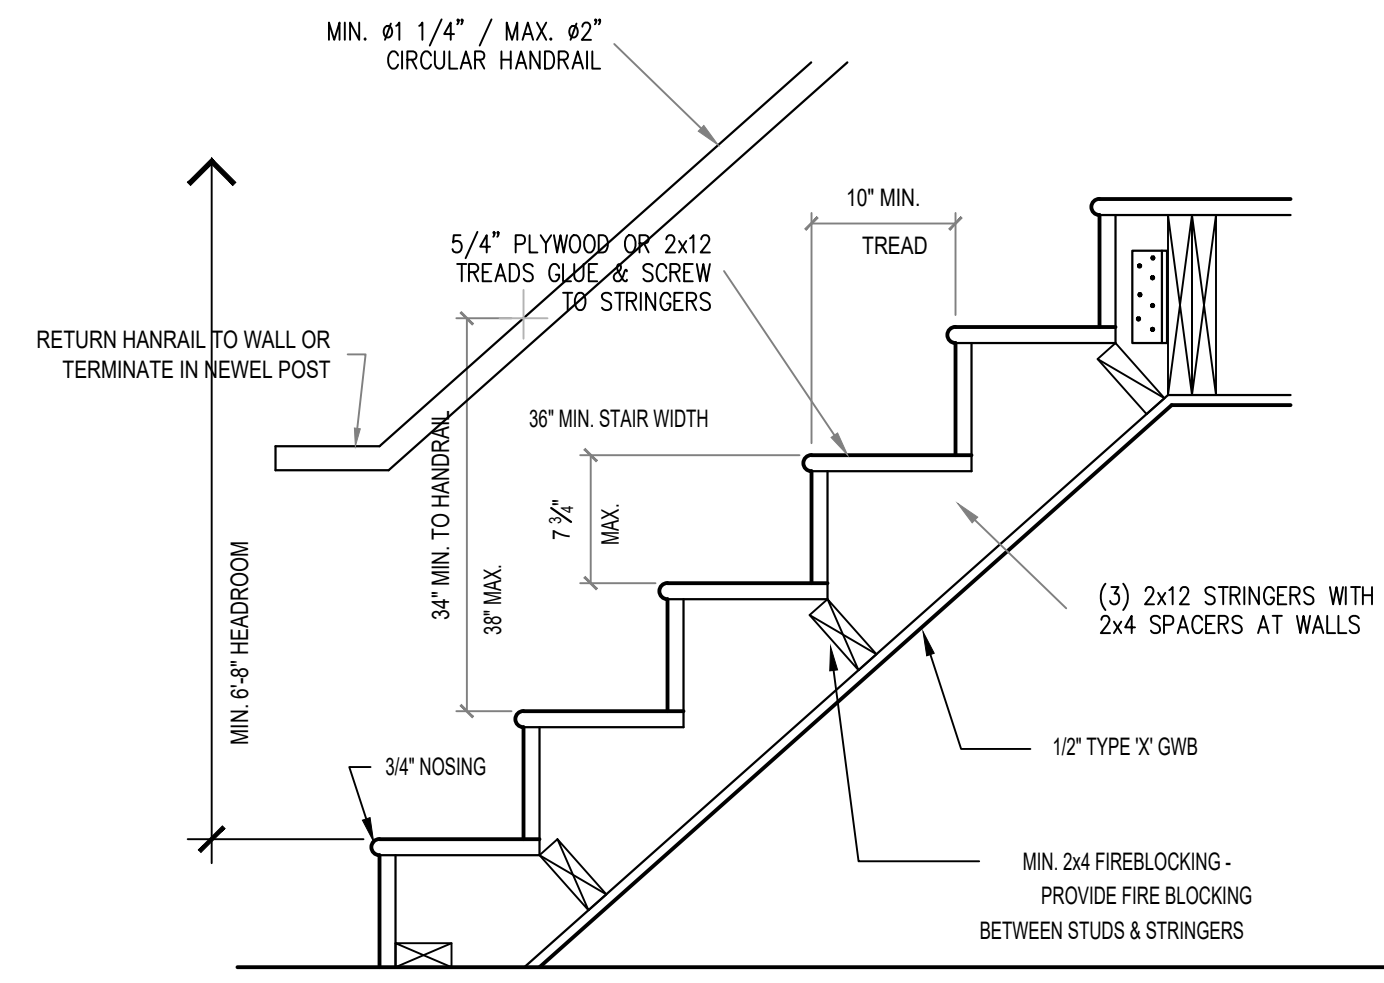 MIN. ø1 1/4” / MAX. ø2”
CIRCULAR HANDRAIL
10" MIN.
TREAD
5/4” PLYWOOD OR 2x12
TREADS GLUE & SCREW
TO STRINGERS
RETURN HANRAIL TO WALL OR
TERMINATE IN NEWEL POST
36" MIN. STAIR WIDTH
34" MIN. TO HANDRAIL
38" MAX.
7 3/4"
MAX.
MIN. 6'-8" HEADROOM
(3) 2x12 STRINGERS WITH
2x4 SPACERS AT WALLS
1/2" TYPE 'X' GWB
3/4" NOSING
MIN. 2x4 FIREBLOCKING -
PROVIDE FIRE BLOCKING
BETWEEN STUDS & STRINGERS